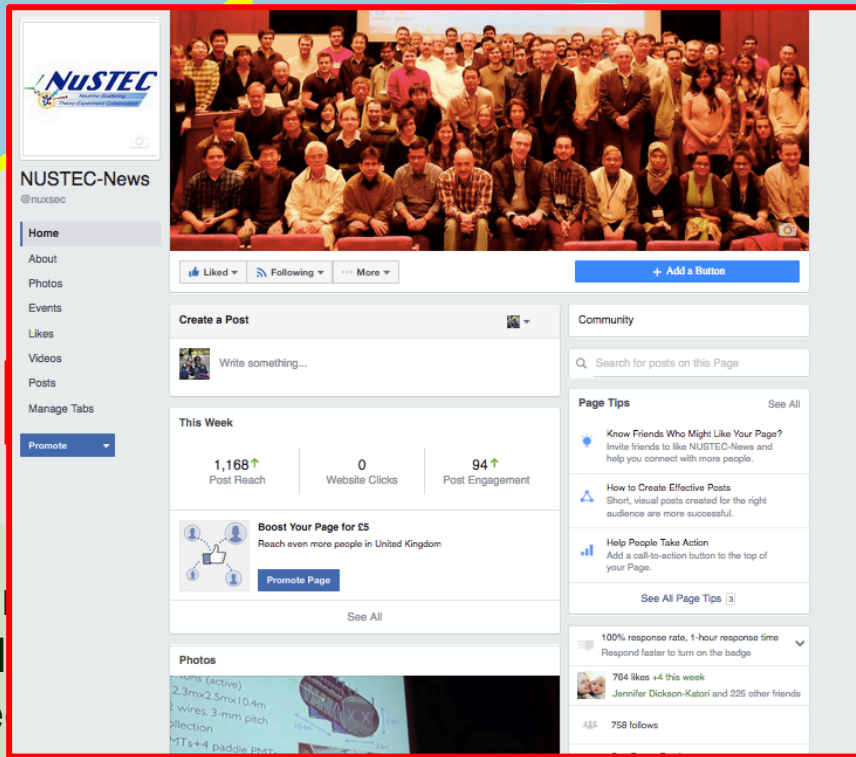 NuSTEC
Neutrino Scattering
Theory-Experiment Collaboration
NUSTEC-News
@nuxsec
Home
About
Photos
Events
Likes
Videos
Posts
Manage Tabs
Promote
Liked
Following
··· More
+ Add a Button
Create a Post
Write something...
This Week
1,168
Post Reach
0
Website Clicks
94
Post Engagement
Boost Your Page for £5
Reach even more people in United Kingdom
Promote Page
See All
Photos
tons (active)
2.3mx2.5mx10.4m
wires, 3-mm pitch
ollection
MTs+4 paddle PMT
Community
Search for posts on this Page
Page Tips
See All
Know Friends Who Might Like Your Page?
Invite friends to like NUSTEC-News and
help you connect with more people.
How to Create Effective Posts
Short, visual posts created for the right
audience are more successful.
Help People Take Action
Add a call-to-action button to the top of
your Page.
See All Page Tips 3
100% response rate, 1-hour response time
Respond faster to turn on the badge
764 likes +4 this week
Jennifer Dickson-Katori and 225 other friends
758 follows